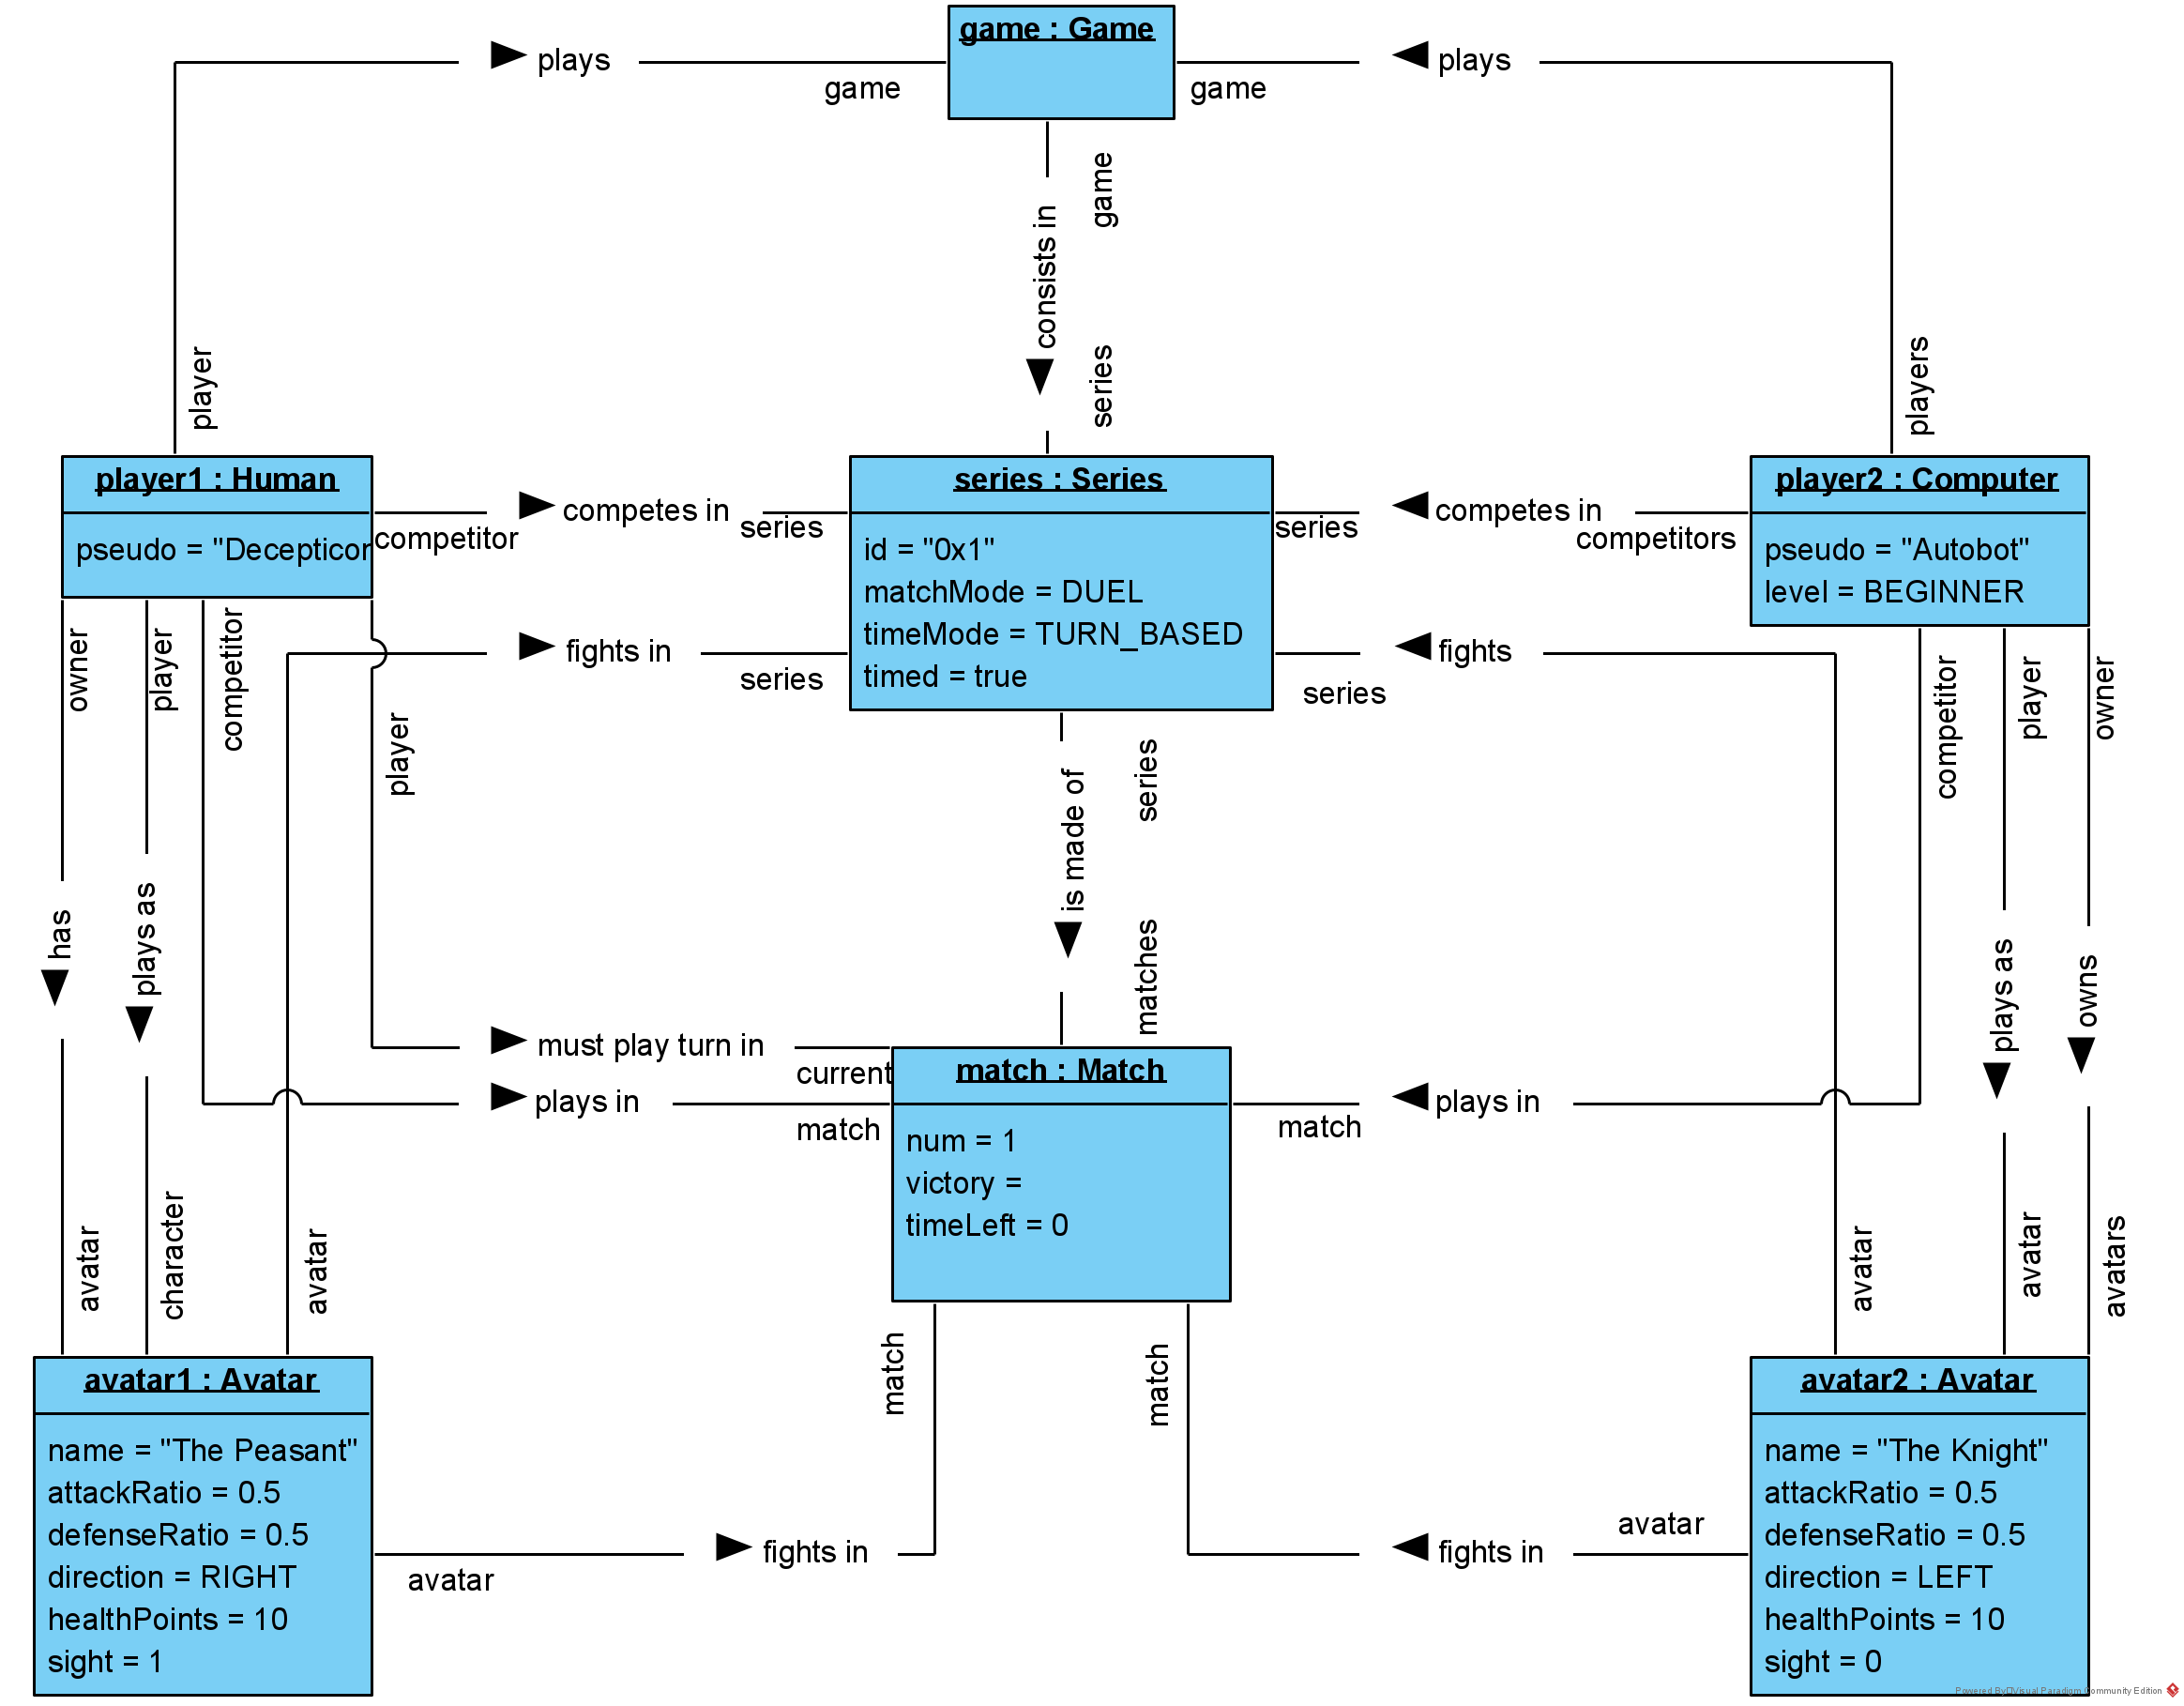 game : Game
plays
game
plays
game
game
consists in
series
player
players
player1 : Human
pseudo = "Decepticor
series : Series
id = "0x1"
matchMode = DUEL
timeMode = TURN_BASED
timed = true
player2 : Computer
pseudo = "Autobot"
level = BEGINNER
competes in
competitor
series
competes in
competitors
series
fights in
series
fights
series
owner
player
competitor
player
series
is made of
matches
competitor
player
owner
has
plays as
plays as
owns
must play turn in
current
plays in
match
plays in
match
match : Match
num = 1
victory =
timeLeft = 0
avatar
character
avatar
avatar
avatar
avatars
match
match
avatar1 : Avatar
name = "The Peasant"
attackRatio = 0.5
defenseRatio = 0.5
direction = RIGHT
healthPoints = 10
sight = 1
avatar
fights in
fights in
avatar
avatar2 : Avatar
name = "The Knight"
attackRatio = 0.5
defenseRatio = 0.5
direction = LEFT
healthPoints = 10
sight = 0
Powered By Visual Paradigm Community Edition